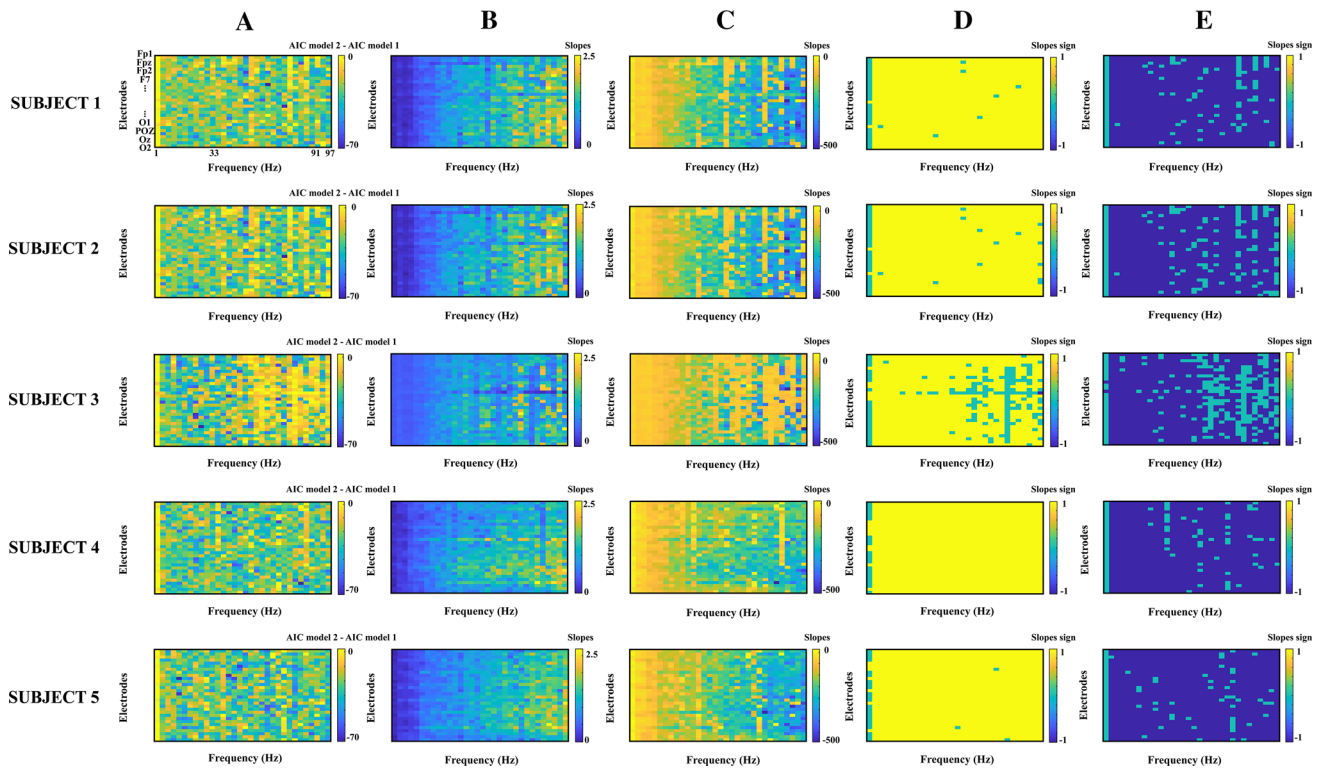 A B C D E
SUBJECT 1
AIC model 2 - AIC model 1 Slopes Slopes Slopes sign Slopes sign
Electrodes Electrodes Electrodes Electrodes Electrodes
Fp1
Fpz
Fp2
F7
⋮
⋮
O1
POZ
Oz
O2
1 33 91 97
0 2.5 0 1 1
-70 0 -500 -1 -1
Frequency (Hz) Frequency (Hz) Frequency (Hz) Frequency (Hz) Frequency (Hz)
SUBJECT 2
AIC model 2 - AIC model 1 Slopes Slopes Slopes sign Slopes sign
Electrodes Electrodes Electrodes Electrodes Electrodes
0 2.5 0 1 1
-70 0 -500 -1 -1
Frequency (Hz) Frequency (Hz) Frequency (Hz) Frequency (Hz) Frequency (Hz)
SUBJECT 3
AIC model 2 - AIC model 1 Slopes Slopes Slopes sign Slopes sign
Electrodes Electrodes Electrodes Electrodes Electrodes
0 2.5 0 1 1
-70 0 -500 -1 -1
Frequency (Hz) Frequency (Hz) Frequency (Hz) Frequency (Hz) Frequency (Hz)
SUBJECT 4
AIC model 2 - AIC model 1 Slopes Slopes Slopes sign Slopes sign
Electrodes Electrodes Electrodes Electrodes Electrodes
0 2.5 0 1 1
-70 0 -500 -1 -1
Frequency (Hz) Frequency (Hz) Frequency (Hz) Frequency (Hz) Frequency (Hz)
SUBJECT 5
AIC model 2 - AIC model 1 Slopes Slopes Slopes sign Slopes sign
Electrodes Electrodes Electrodes Electrodes Electrodes
0 2.5 0 1 1
-70 0 -500 -1 -1
Frequency (Hz) Frequency (Hz) Frequency (Hz) Frequency (Hz) Frequency (Hz)